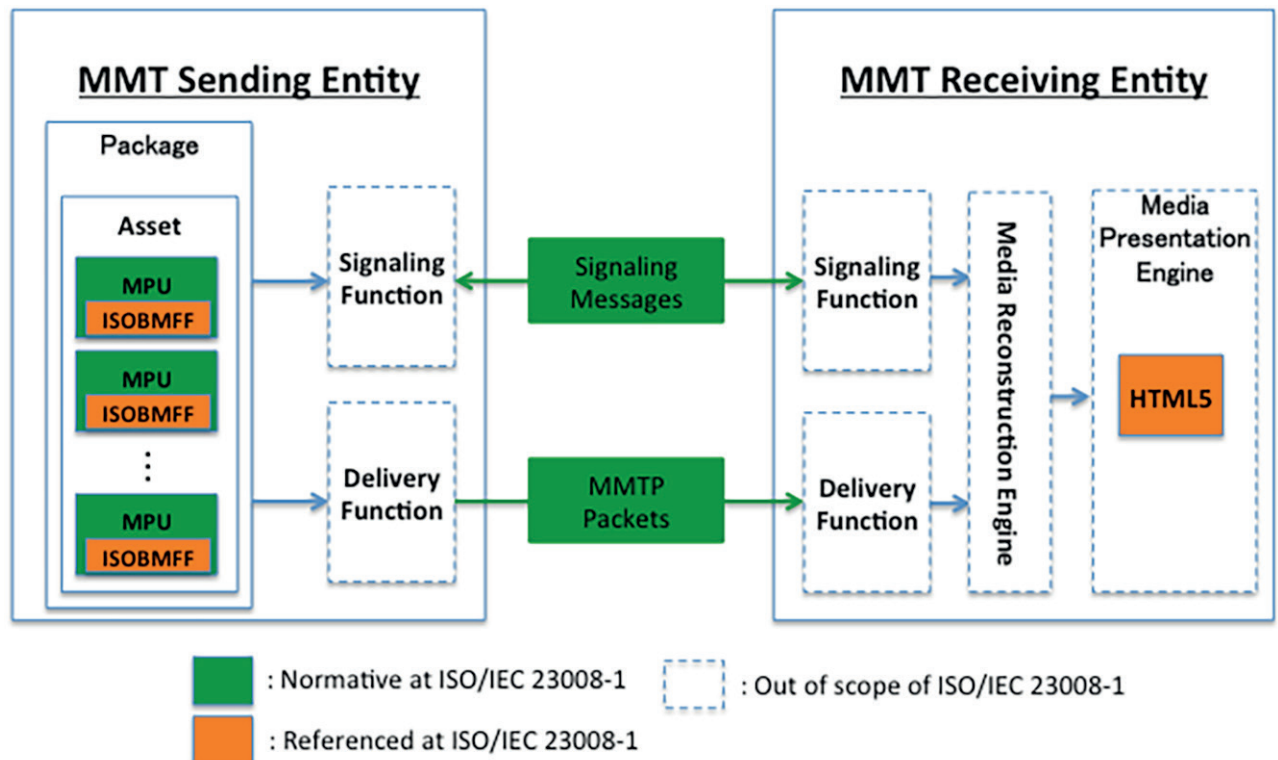 MMT Sending Entity
Package
Asset
MPU
ISOBMFF
MPU
ISOBMFF
⋮
MPU
ISOBMFF
Signaling
Function
Delivery
Function
Signaling
Messages
MMTP
Packets
MMT Receiving Entity
Signaling
Function
Delivery
Function
Media Reconstruction Engine
Media
Presentation
Engine
HTML5
: Normative at ISO/IEC 23008-1
: Out of scope of ISO/IEC 23008-1
: Referenced at ISO/IEC 23008-1